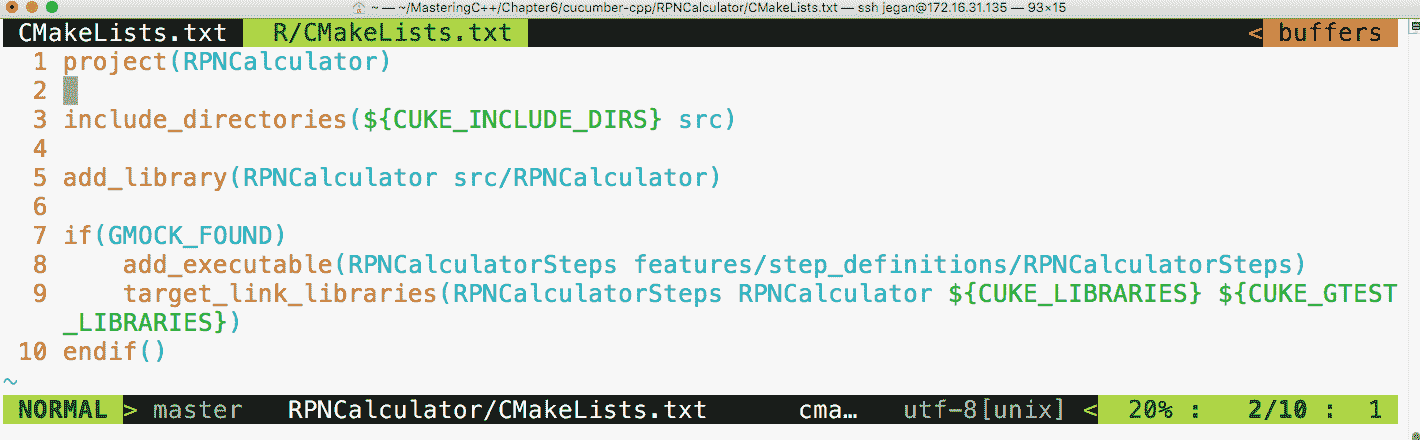 ~ — ~/MasteringC++/Chapter6/cucumber-cpp/RPNCalculator/CMakeLists.txt — ssh jegan@172.16.31.135 — 93×15
CMakeLists.txt R/CMakeLists.txt < buffers
1 project(RPNCalculator)
2
3 include_directories(${CUKE_INCLUDE_DIRS} src)
4
5 add_library(RPNCalculator src/RPNCalculator)
6
7 if(GMOCK_FOUND)
8     add_executable(RPNCalculatorSteps features/step_definitions/RPNCalculatorSteps)
9     target_link_libraries(RPNCalculatorSteps RPNCalculator ${CUKE_LIBRARIES} ${CUKE_GTEST
_LIBRARIES})
10 endif()
~
NORMAL > master RPNCalculator/CMakeLists.txt cma… utf-8[unix] < 20% : 2/10 : 1